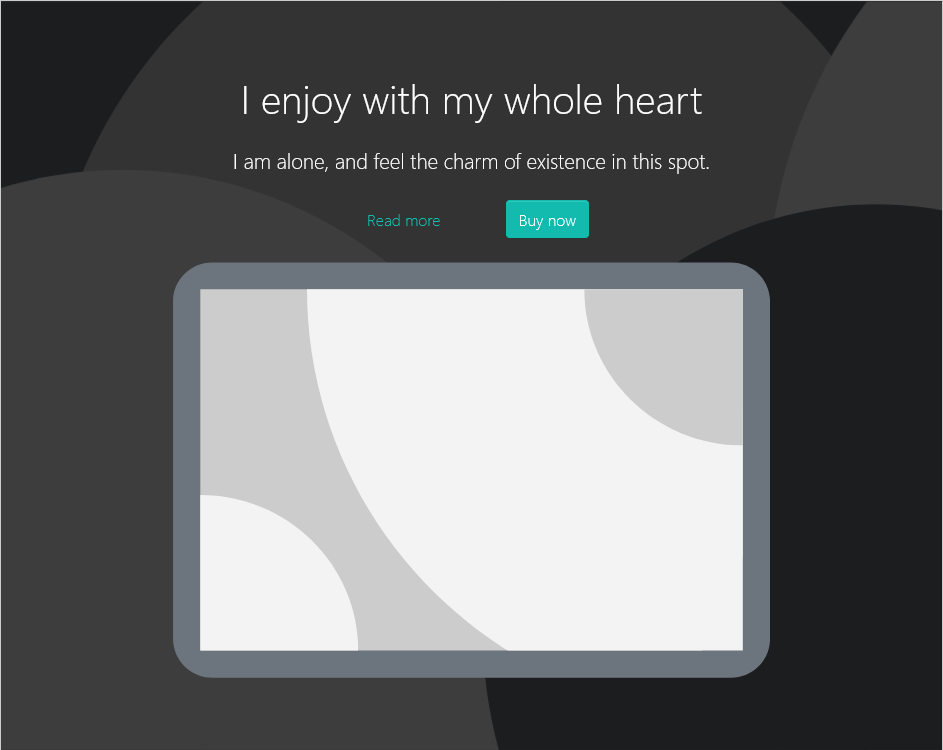 I enjoy with my whole heart
I am alone, and feel the charm of existence in this spot.
Read more
Buy now